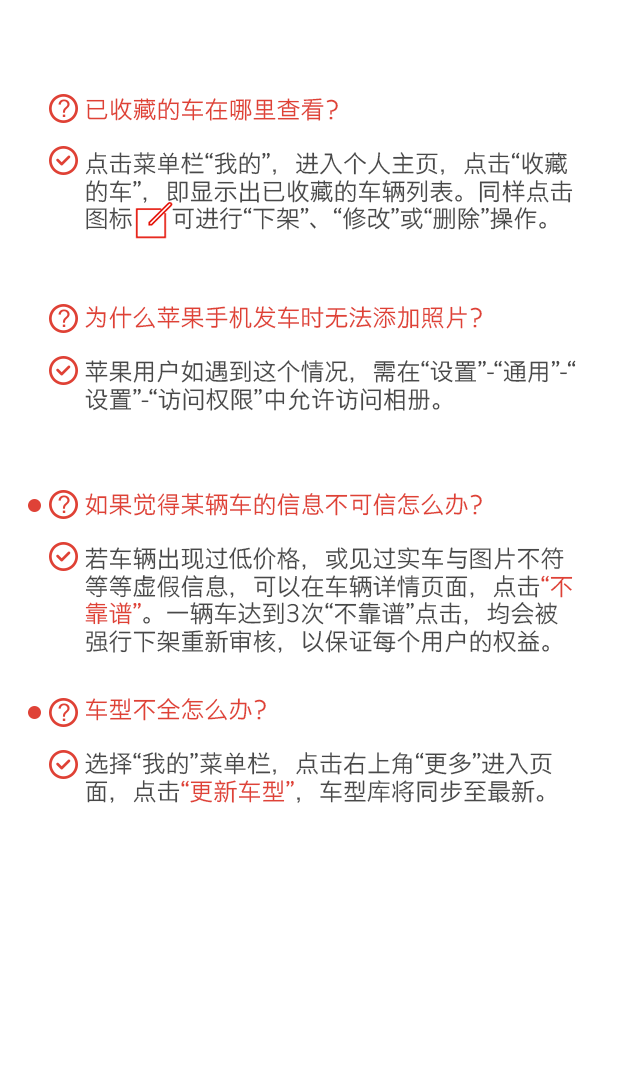 已收藏的车在哪里查看？
点击菜单栏“我的”，进入个人主页，点击“收藏
的车”，即显示出已收藏的车辆列表。同样点击
图标 可进行“下架”、“修改”或“删除”操作。
为什么苹果手机发车时无法添加照片？
苹果用户如遇到这个情况，需在“设置”-“通用”-“
设置”-“访问权限”中允许访问相册。
如果觉得某辆车的信息不可信怎么办？
若车辆出现过低价格，或见过实车与图片不符
等等虚假信息，可以在车辆详情页面，点击“不
靠谱”。一辆车达到3次“不靠谱”点击，均会被
强行下架重新审核，以保证每个用户的权益。
车型不全怎么办？
选择“我的”菜单栏，点击右上角“更多”进入页
面，点击“更新车型”，车型库将同步至最新。